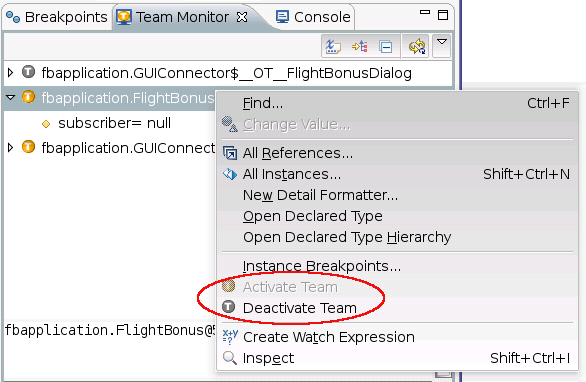 Breakpoints Team Monitor Console
fbapplication.GUIConnector$__OT__FlightBonusDialog
fbapplication.FlightBonus
subscriber= null
fbapplication.GUIConnect
Find... Ctrl+F
Change Value...
All References...
All Instances... Shift+Ctrl+N
New Detail Formatter...
Open Declared Type
Open Declared Type Hierarchy
Instance Breakpoints...
Activate Team
Deactivate Team
fbapplication.FlightBonus@5
Create Watch Expression
Inspect Shift+Ctrl+I